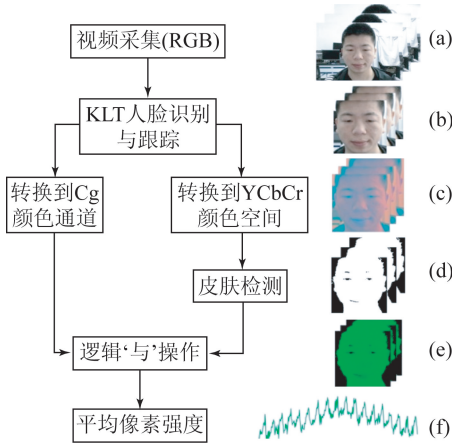 视频采集(RGB)
(a)
KLT人脸识别
与跟踪
(b)
转换到Cg
颜色通道
转换到YCbCr
颜色空间
(c)
皮肤检测
(d)
逻辑‘与’操作
(e)
平均像素强度
(f)